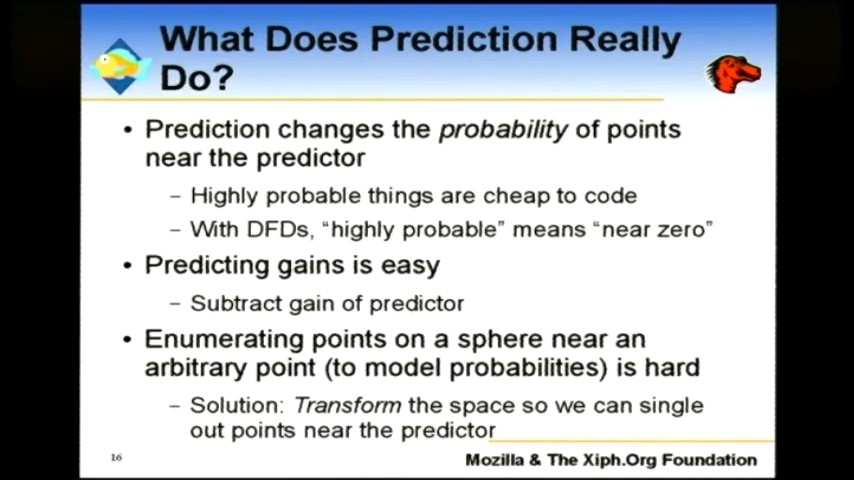 What Does Prediction Really
Do?
• Prediction changes the probability of points
near the predictor
– Highly probable things are cheap to code
– With DFDs, “highly probable” means “near zero”
• Predicting gains is easy
– Subtract gain of predictor
• Enumerating points on a sphere near an
arbitrary point (to model probabilities) is hard
– Solution: Transform the space so we can single
out points near the predictor
16
Mozilla & The Xiph.Org Foundation